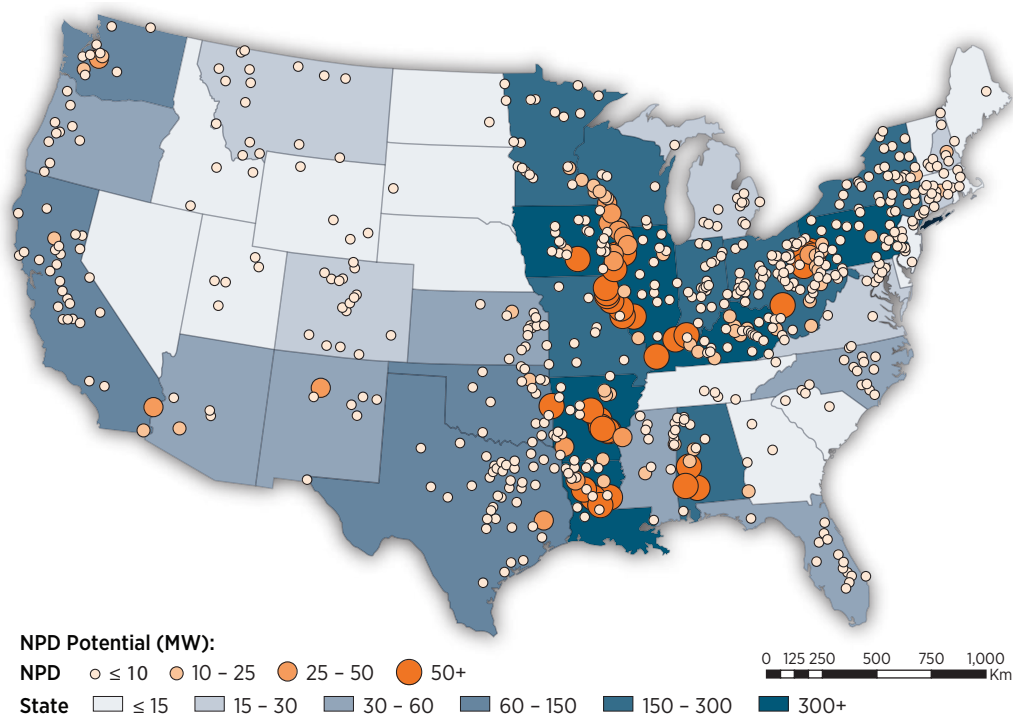 NPD Potential (MW):
NPD ≤ 10 10 – 25 25 – 50 50+
0 125 250 500 750 1,000
Km
State ≤ 15 15 – 30 30 – 60 60 – 150 150 – 300 300+